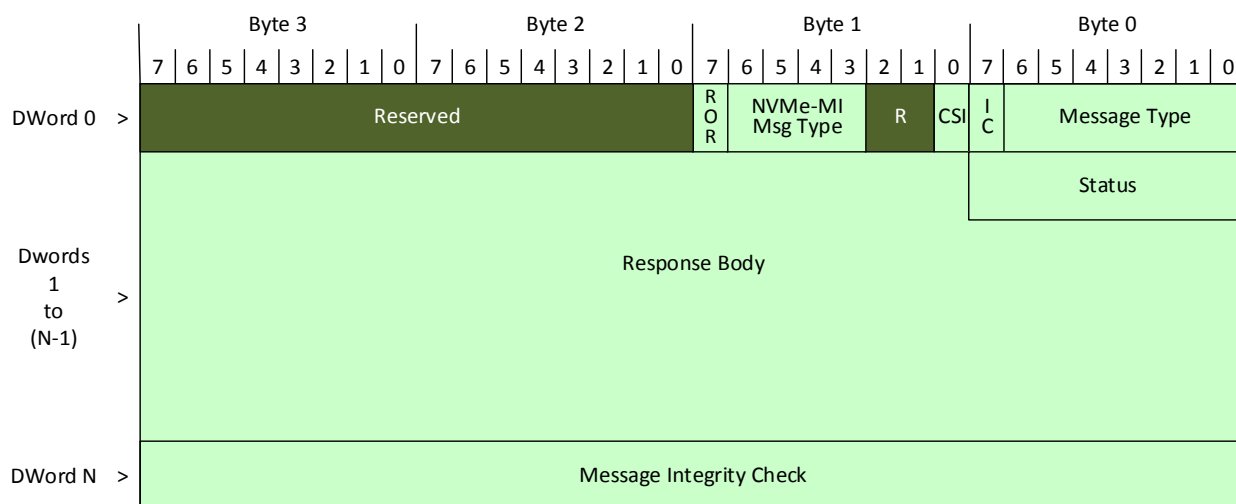 Byte 3 Byte 2 Byte 1 Byte 0
7 6 5 4 3 2 1 0 7 6 5 4 3 2 1 0 7 6 5 4 3 2 1 0 7 6 5 4 3 2 1 0
DWord 0 > Reserved ROR NVMe-MI Msg Type R CSI IC Message Type
Status
Response Body
Dwords
1
to >
(N-1)
DWord N > Message Integrity Check